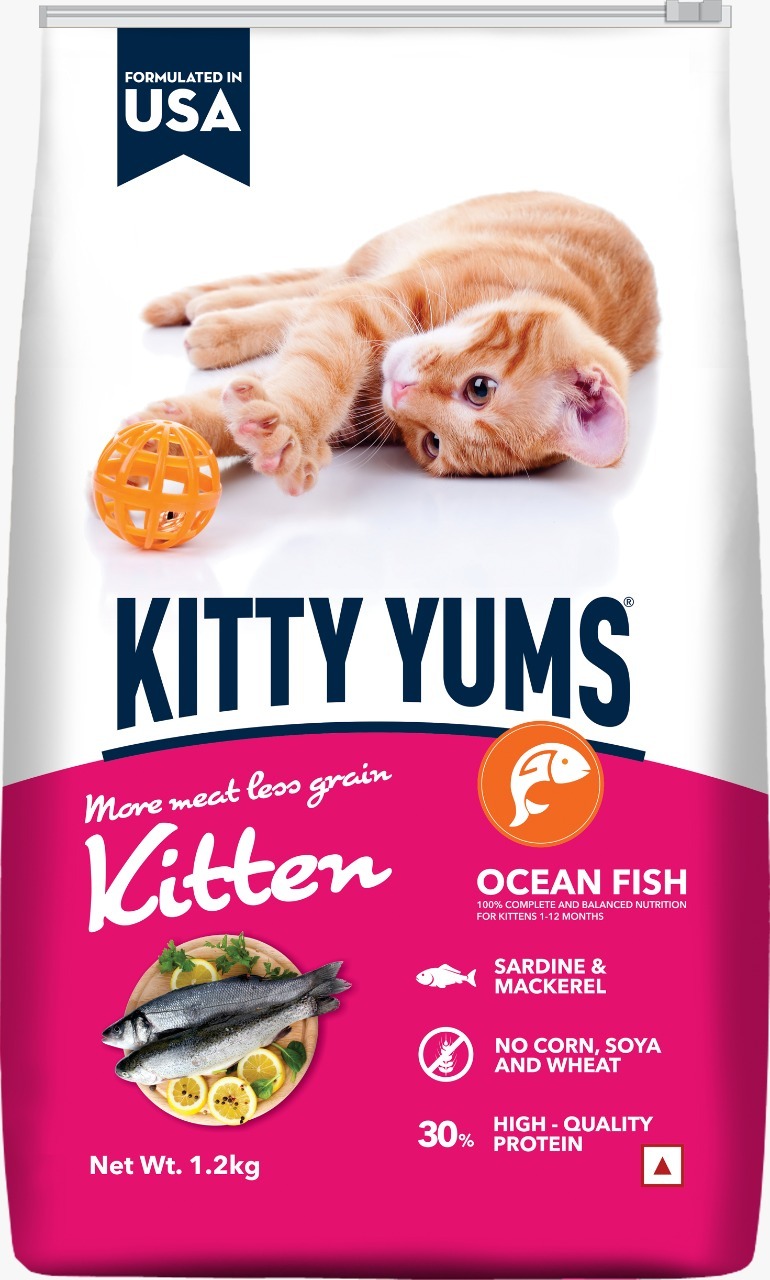 FORMULATED IN
USA
KITTY YUMS®
More meat less grain
Kitten
OCEAN FISH
100% COMPLETE AND BALANCED NUTRITION
FOR KITTENS 1-12 MONTHS
SARDINE &
MACKEREL
NO CORN, SOYA
AND WHEAT
30%
HIGH - QUALITY
PROTEIN
Net Wt. 1.2kg